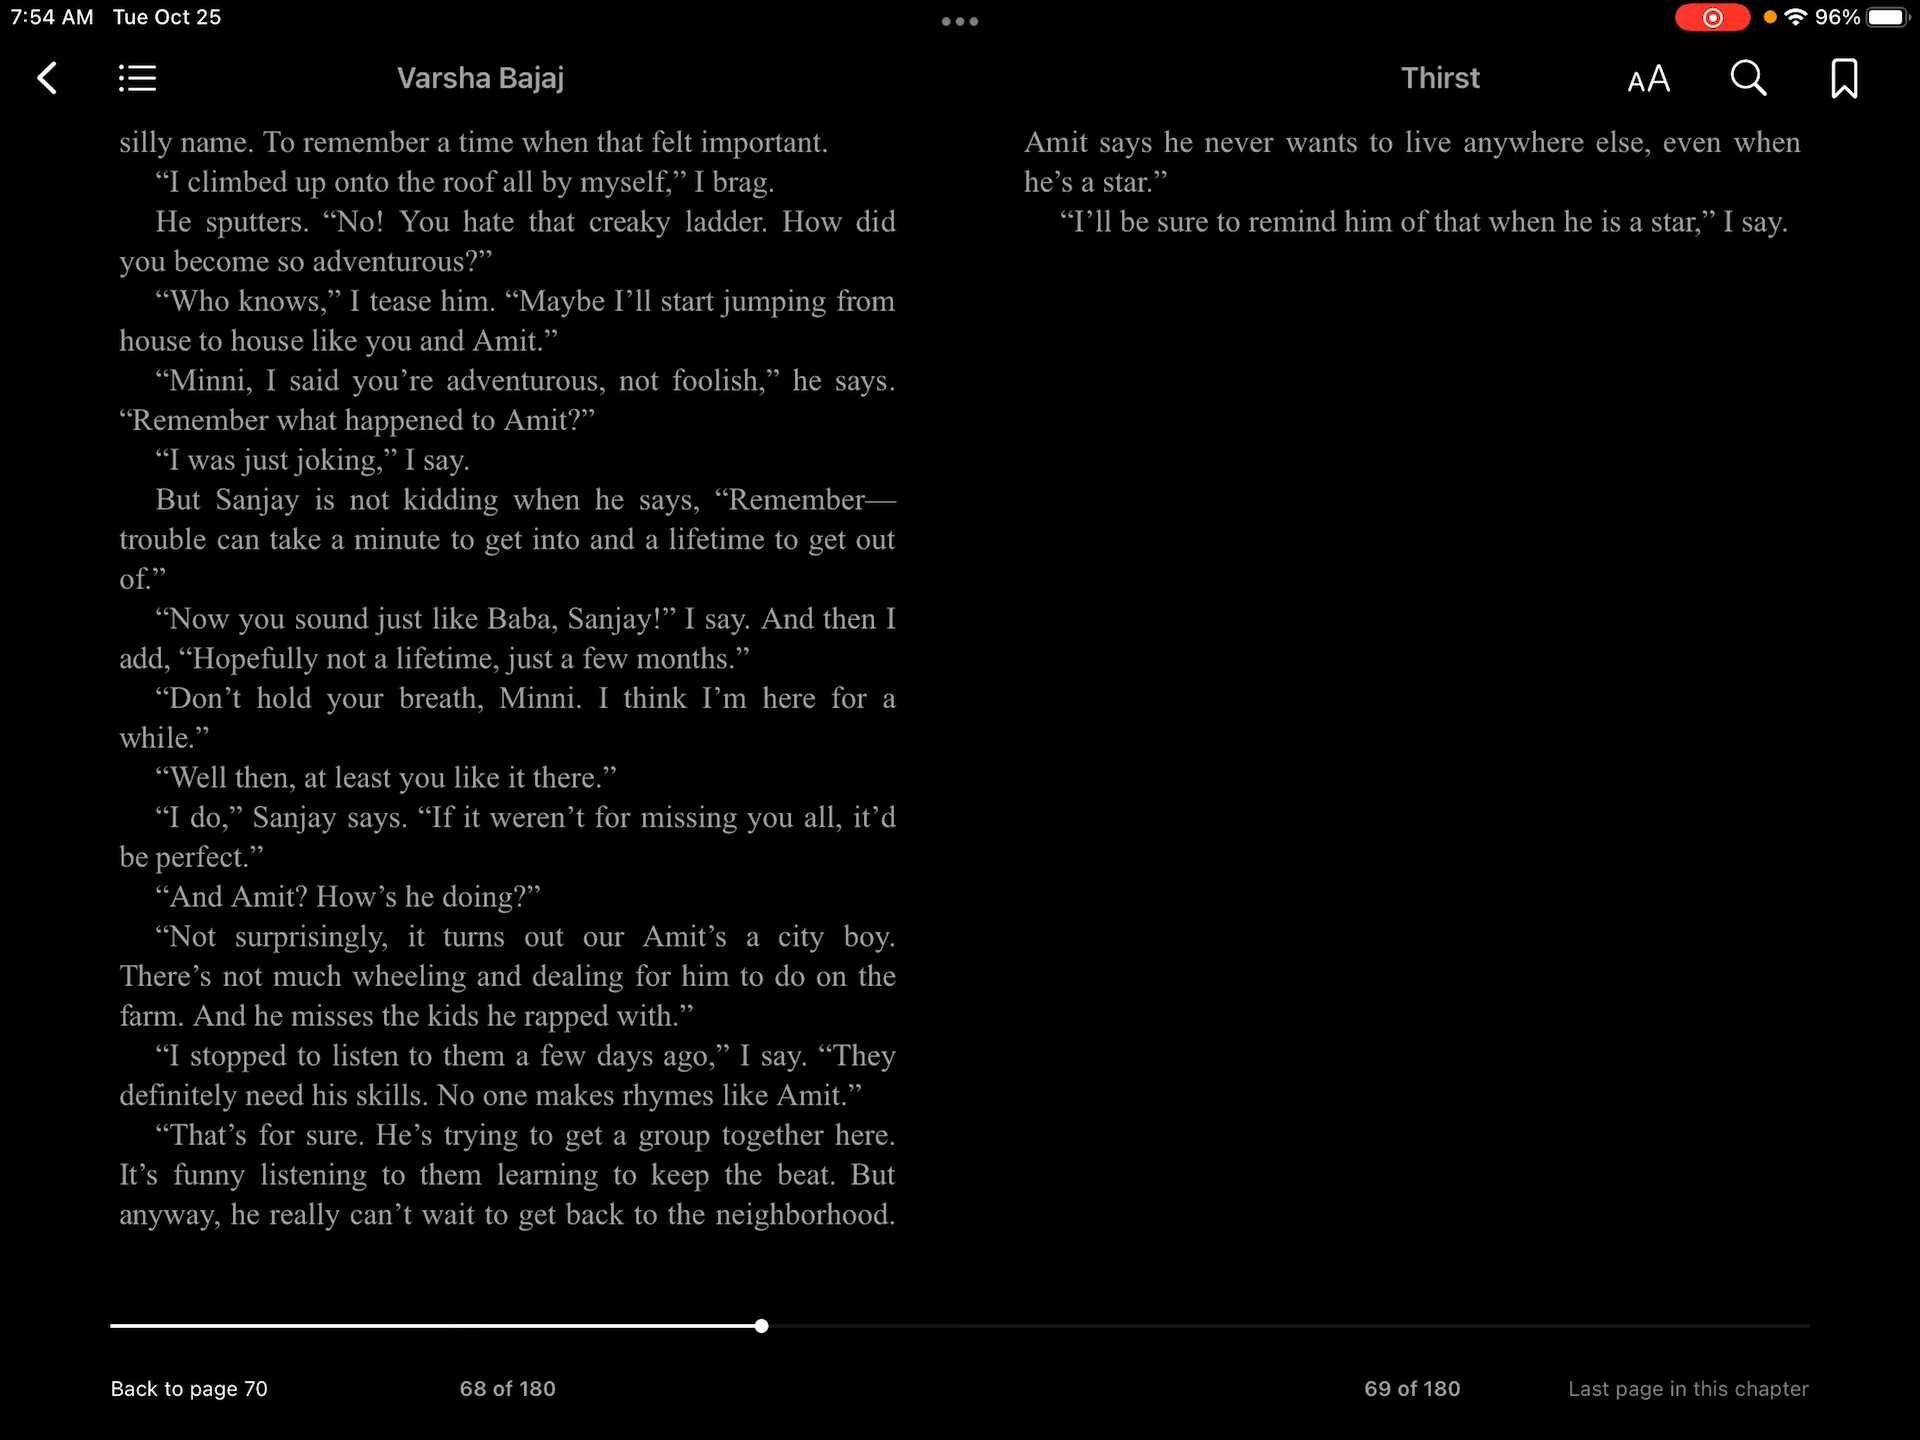 7:54 AM Tue Oct 25
96%
Varsha Bajaj
Thirst
AA
silly name. To remember a time when that felt important.
“I climbed up onto the roof all by myself,” I brag.
He sputters. “No! You hate that creaky ladder. How did
you become so adventurous?”
“Who knows,” I tease him. “Maybe I’ll start jumping from
house to house like you and Amit.”
“Minni, I said you’re adventurous, not foolish,” he says.
“Remember what happened to Amit?”
“I was just joking,” I say.
But Sanjay is not kidding when he says, “Remember—
trouble can take a minute to get into and a lifetime to get out
of.”
“Now you sound just like Baba, Sanjay!” I say. And then I
add, “Hopefully not a lifetime, just a few months.”
“Don’t hold your breath, Minni. I think I’m here for a
while.”
“Well then, at least you like it there.”
“I do,” Sanjay says. “If it weren’t for missing you all, it’d
be perfect.”
“And Amit? How’s he doing?”
“Not surprisingly, it turns out our Amit’s a city boy.
There’s not much wheeling and dealing for him to do on the
farm. And he misses the kids he rapped with.”
“I stopped to listen to them a few days ago,” I say. “They
definitely need his skills. No one makes rhymes like Amit.”
“That’s for sure. He’s trying to get a group together here.
It’s funny listening to them learning to keep the beat. But
anyway, he really can’t wait to get back to the neighborhood.
Amit says he never wants to live anywhere else, even when
he’s a star.”
“I’ll be sure to remind him of that when he is a star,” I say.
Back to page 70
68 of 180
69 of 180
Last page in this chapter